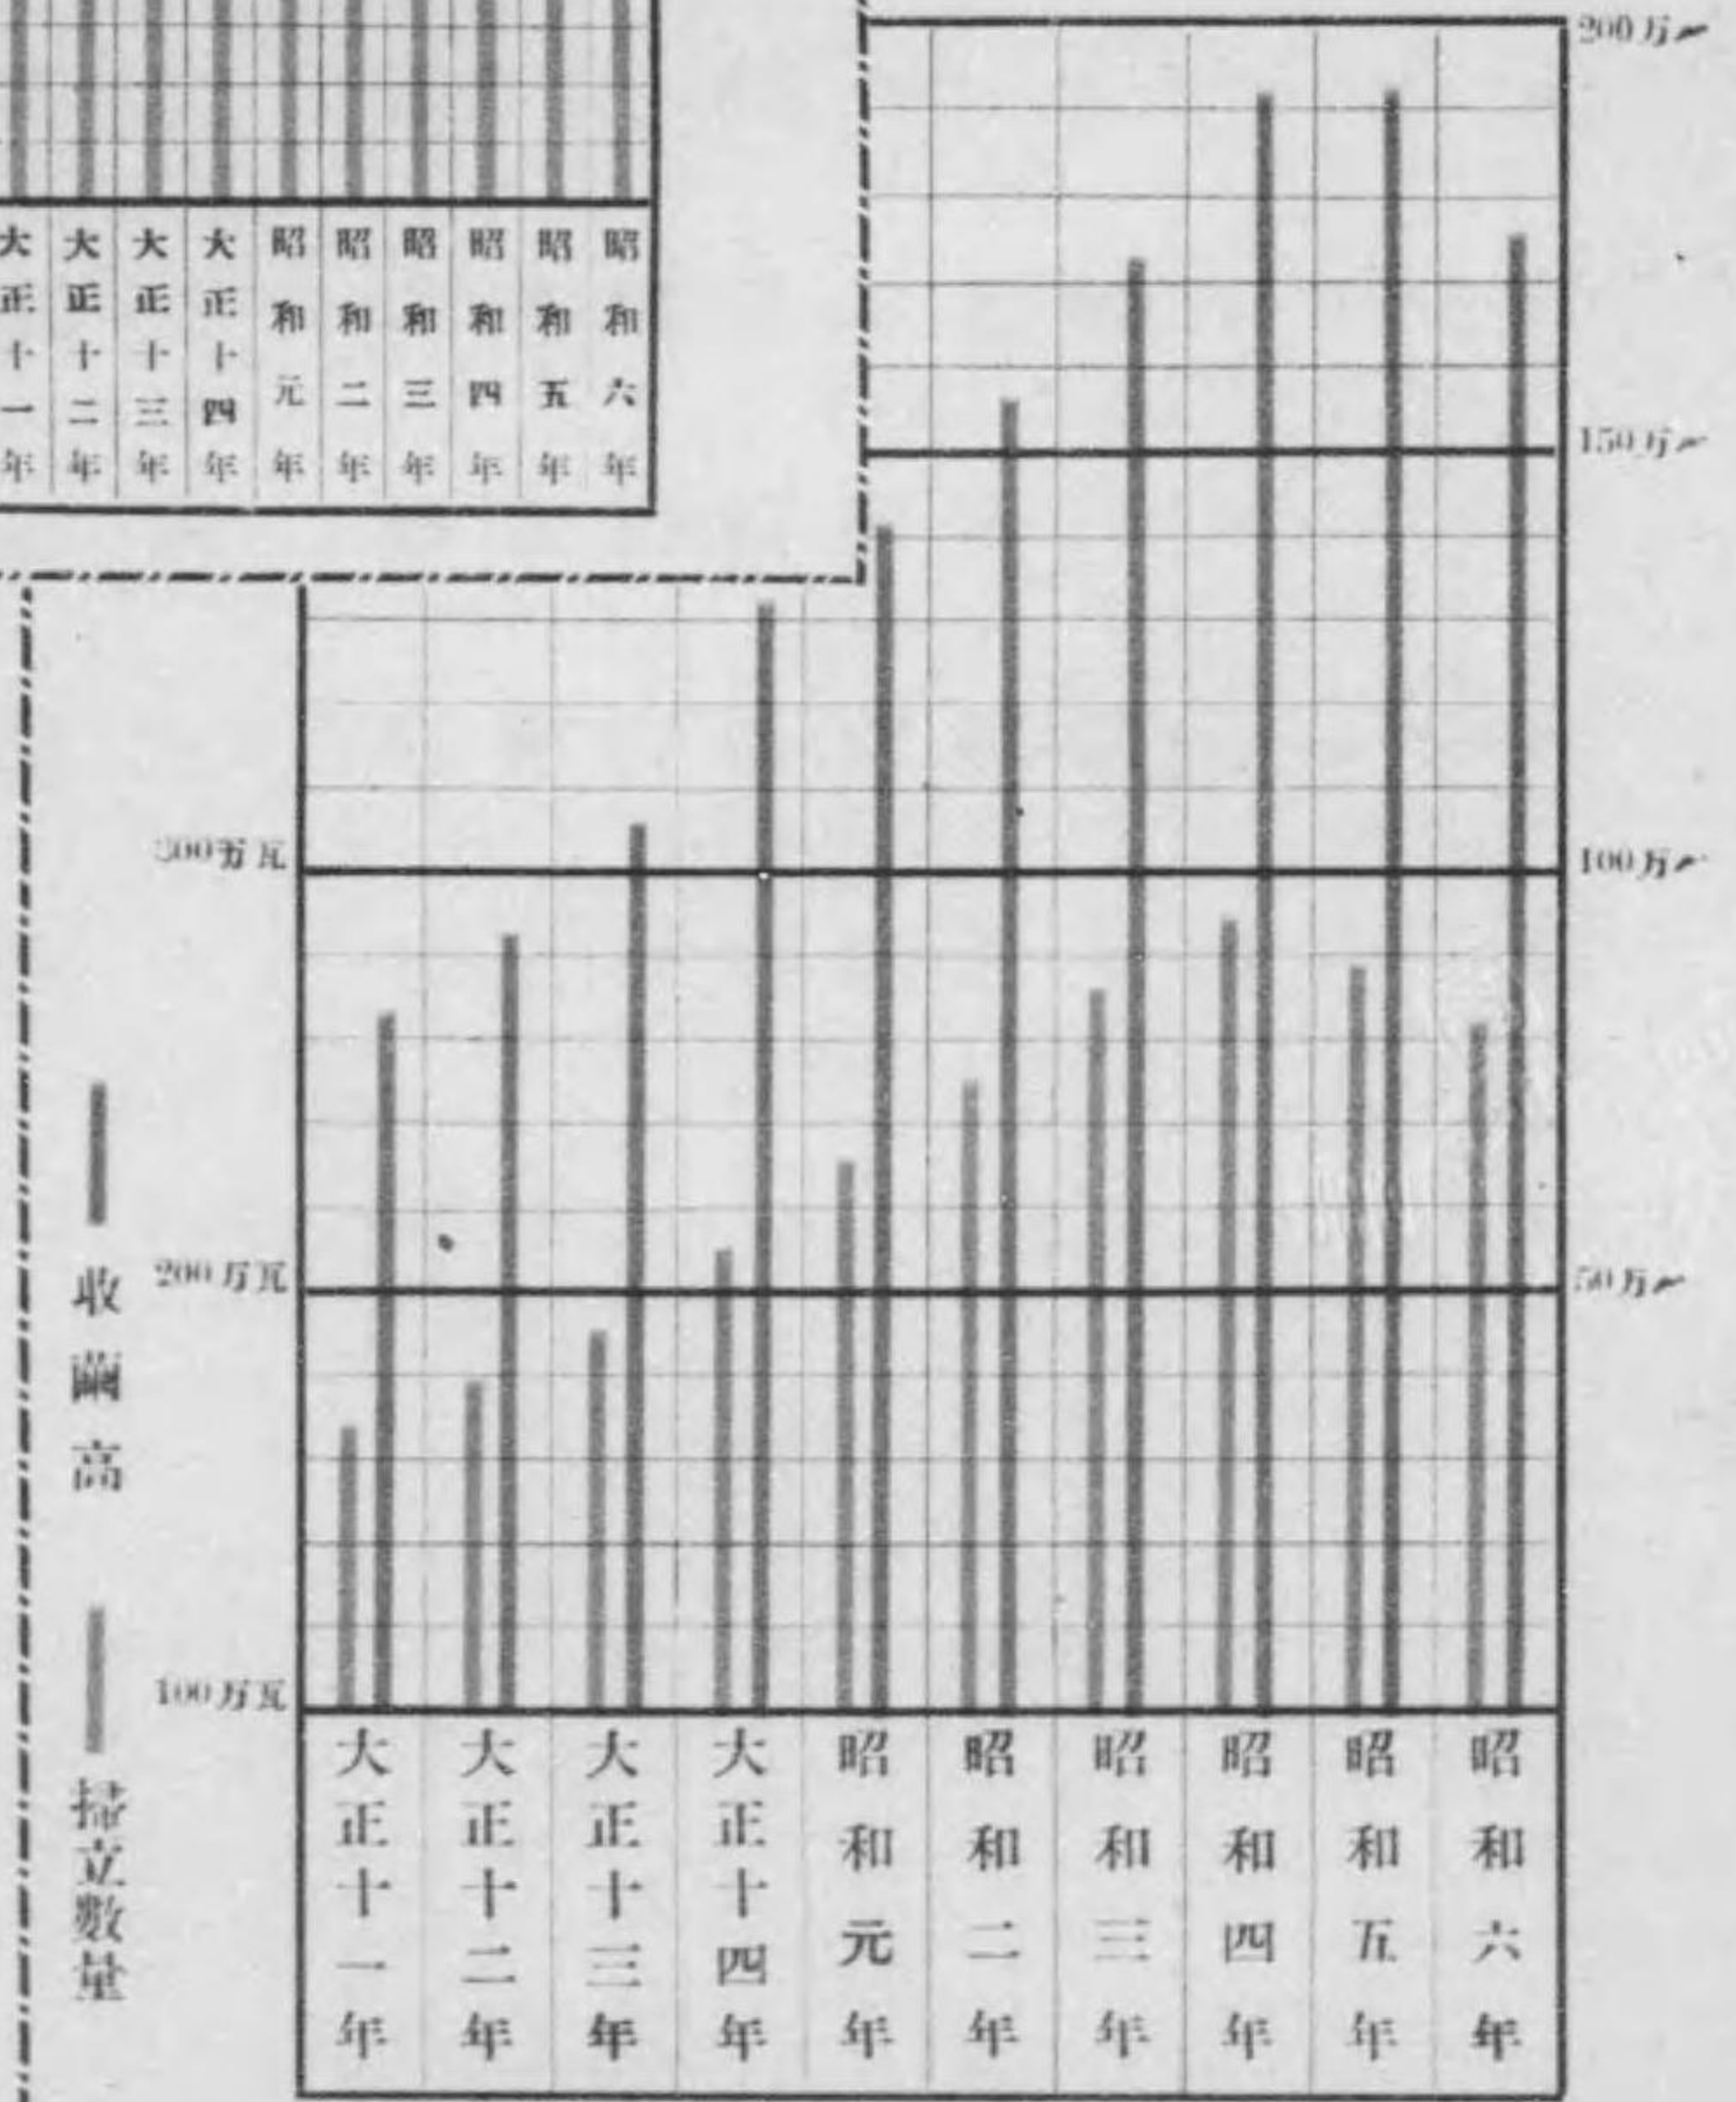 大正十一年
大正十二年
大正十三年
大正十四年
昭和元年
昭和二年
昭和三年
昭和四年
昭和五年
昭和六年
200万
150万
100万
50万
300万瓦
200万瓦
100万瓦
收繭高
掃立數量
大正十一年
大正十二年
大正十三年
大正十四年
昭和元年
昭和二年
昭和三年
昭和四年
昭和五年
昭和六年